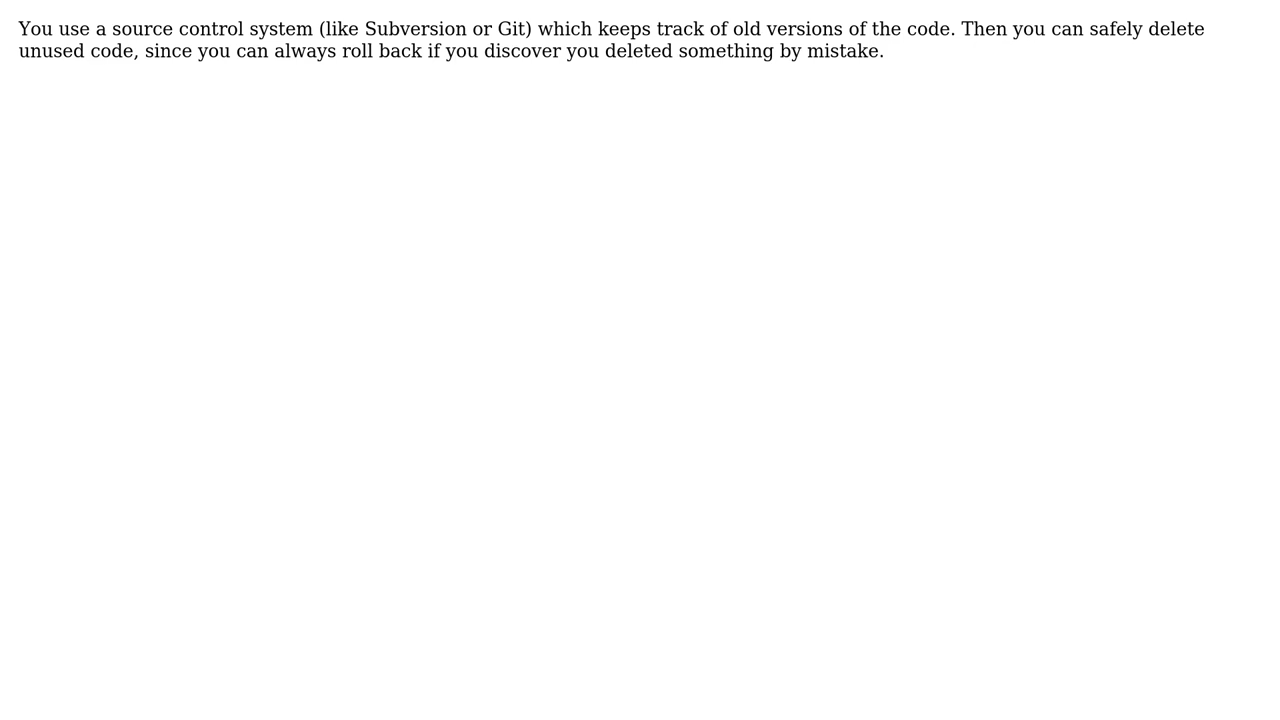 You use a source control system (like Subversion or Git) which keeps track of old versions of the code. Then you can safely delete
unused code, since you can always roll back if you discover you deleted something by mistake.